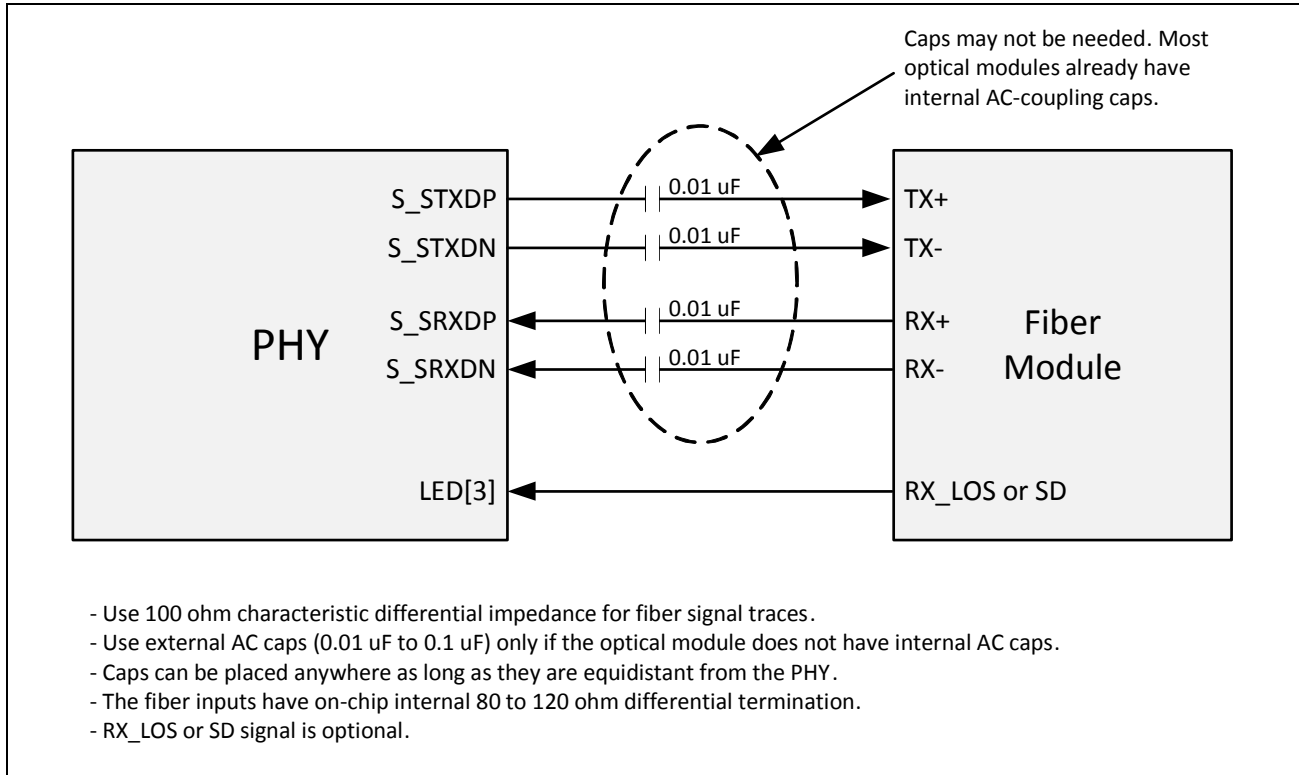 Caps may not be needed. Most
optical modules already have
internal AC-coupling caps.
S_STXDP
0.01 uF
TX+
S_STXDN
0.01 uF
TX-
S_SRXDP
0.01 uF
RX+
S_SRXDN
0.01 uF
RX-
PHY
Fiber
Module
LED[3]
RX_LOS or SD
- Use 100 ohm characteristic differential impedance for fiber signal traces.
- Use external AC caps (0.01 uF to 0.1 uF) only if the optical module does not have internal AC caps.
- Caps can be placed anywhere as long as they are equidistant from the PHY.
- The fiber inputs have on-chip internal 80 to 120 ohm differential termination.
- RX_LOS or SD signal is optional.